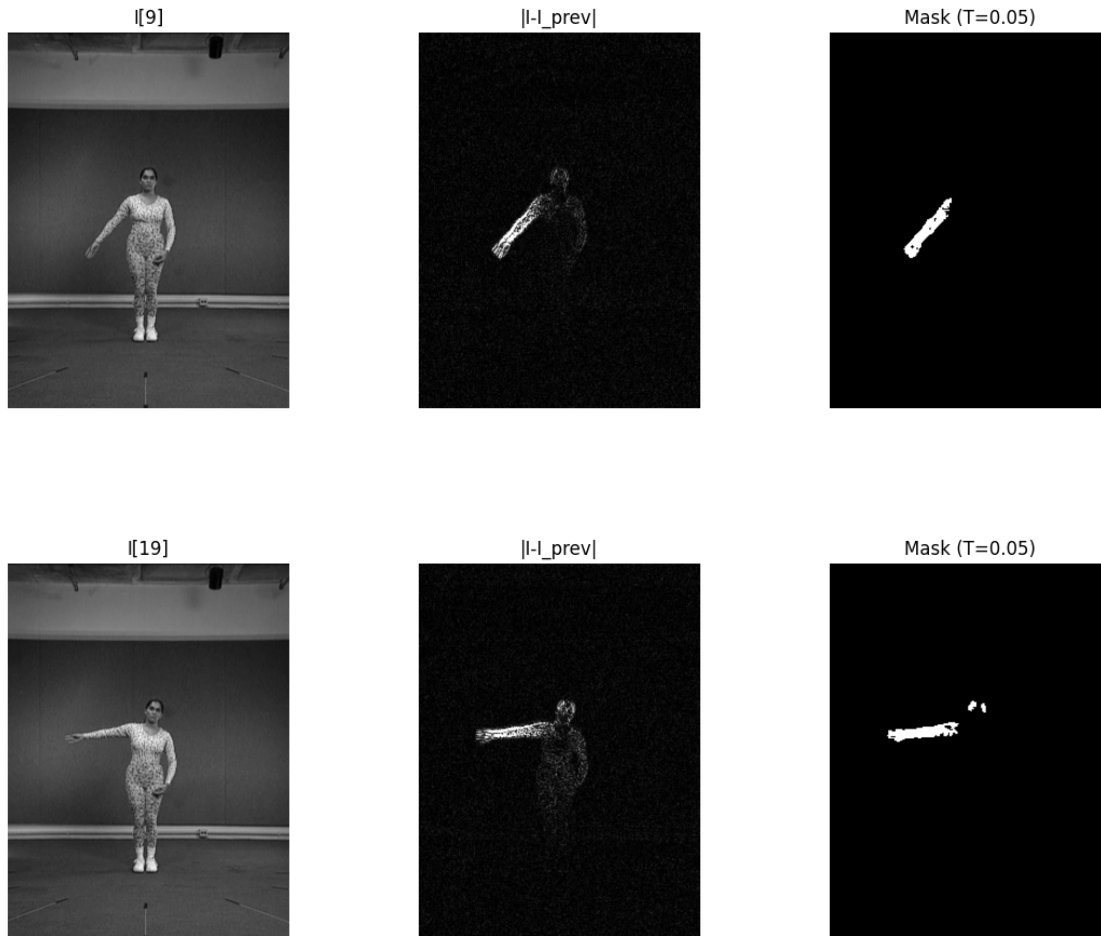 I[9]
|I-I_prev|
Mask (T=0.05)
I[19]
|I-I_prev|
Mask (T=0.05)